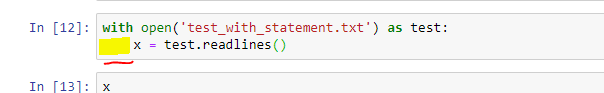 In [12]: with open('test_with_statement.txt') as test:
x = test.readlines()
In [13]: x